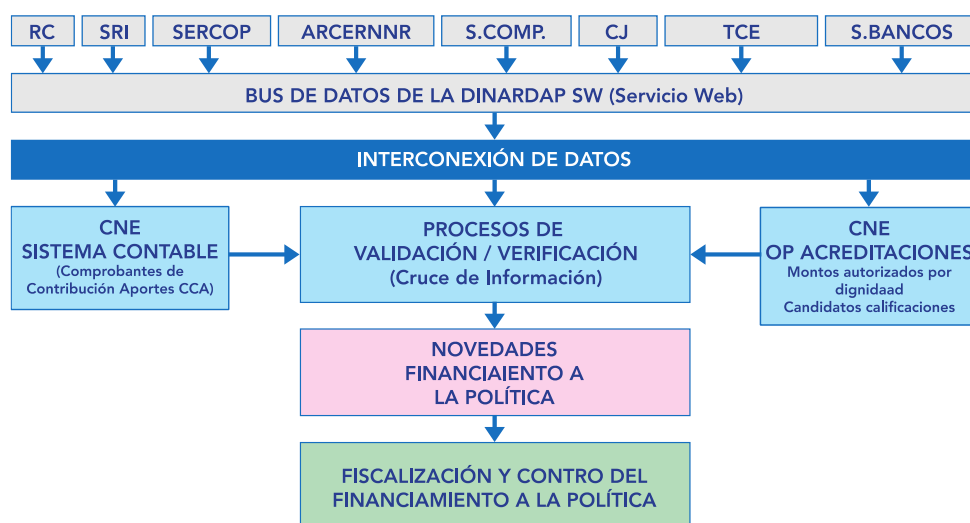 RC
SRI
SERCOP
ARCERNNR
S.COMP.
CJ
TCE
S.BANCOS
BUS DE DATOS DE LA DINARDAP SW (Servicio Web)
INTERCONEXIÓN DE DATOS
CNE
SISTEMA CONTABLE
(Comprobantes de
Contribución Aportes CCA)
PROCESOS DE
VALIDACIÓN / VERIFICACIÓN
(Cruce de Información)
CNE
OP ACREDITACIONES
Montos autorizados por
dignidaad
Candidatos calificaciones
NOVEDADES
FINANCIAIENTO A
LA POLÍTICA
FISCALIZACIÓN Y CONTRO DEL
FINANCIAMIENTO A LA POLÍTICA